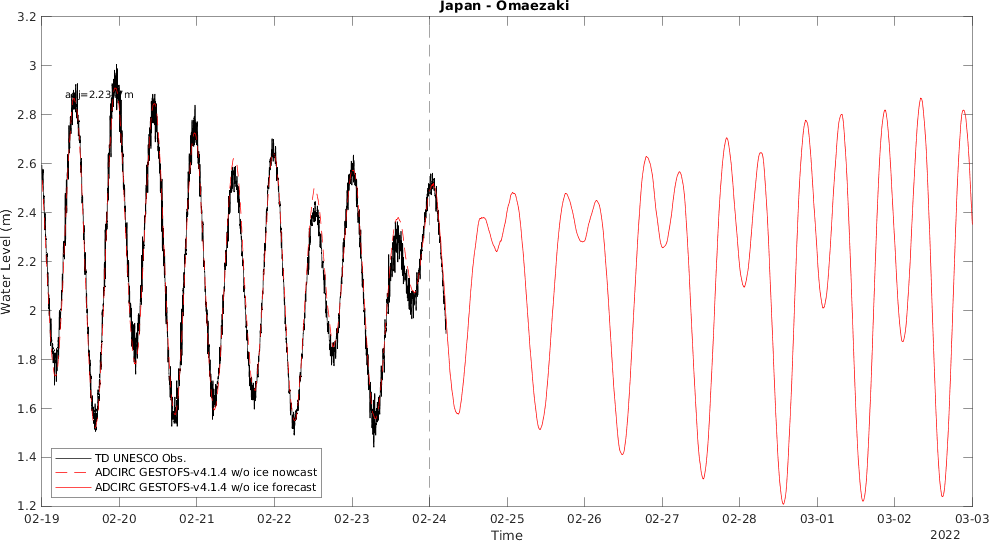 Japan - Omaezaki
3.2
3
2.8
2.6
2.4
2.2
2
1.8
1.6
1.4
1.2
Water Level (m)
TD UNESCO Obs.
ADCIRC GESTOFS-v4.1.4 w/o ice nowcast
ADCIRC GESTOFS-v4.1.4 w/o ice forecast
02-19 02-20 02-21 02-22 02-23 02-24 02-25 02-26 02-27 02-28 03-01 03-02 03-03
Time
2022